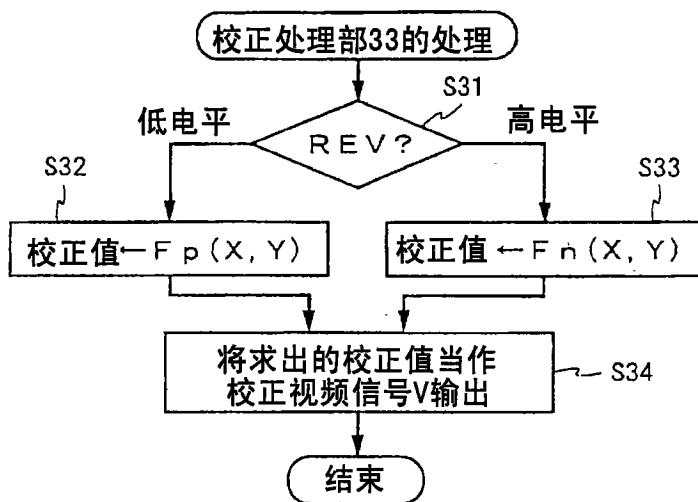 校正处理部33的处理
S31
低电平
REV?
高电平
S32
S33
校正值←Fp(X,Y)
校正值←Fn(X,Y)
将求出的校正值当作
校正视频信号V输出
S34
结束